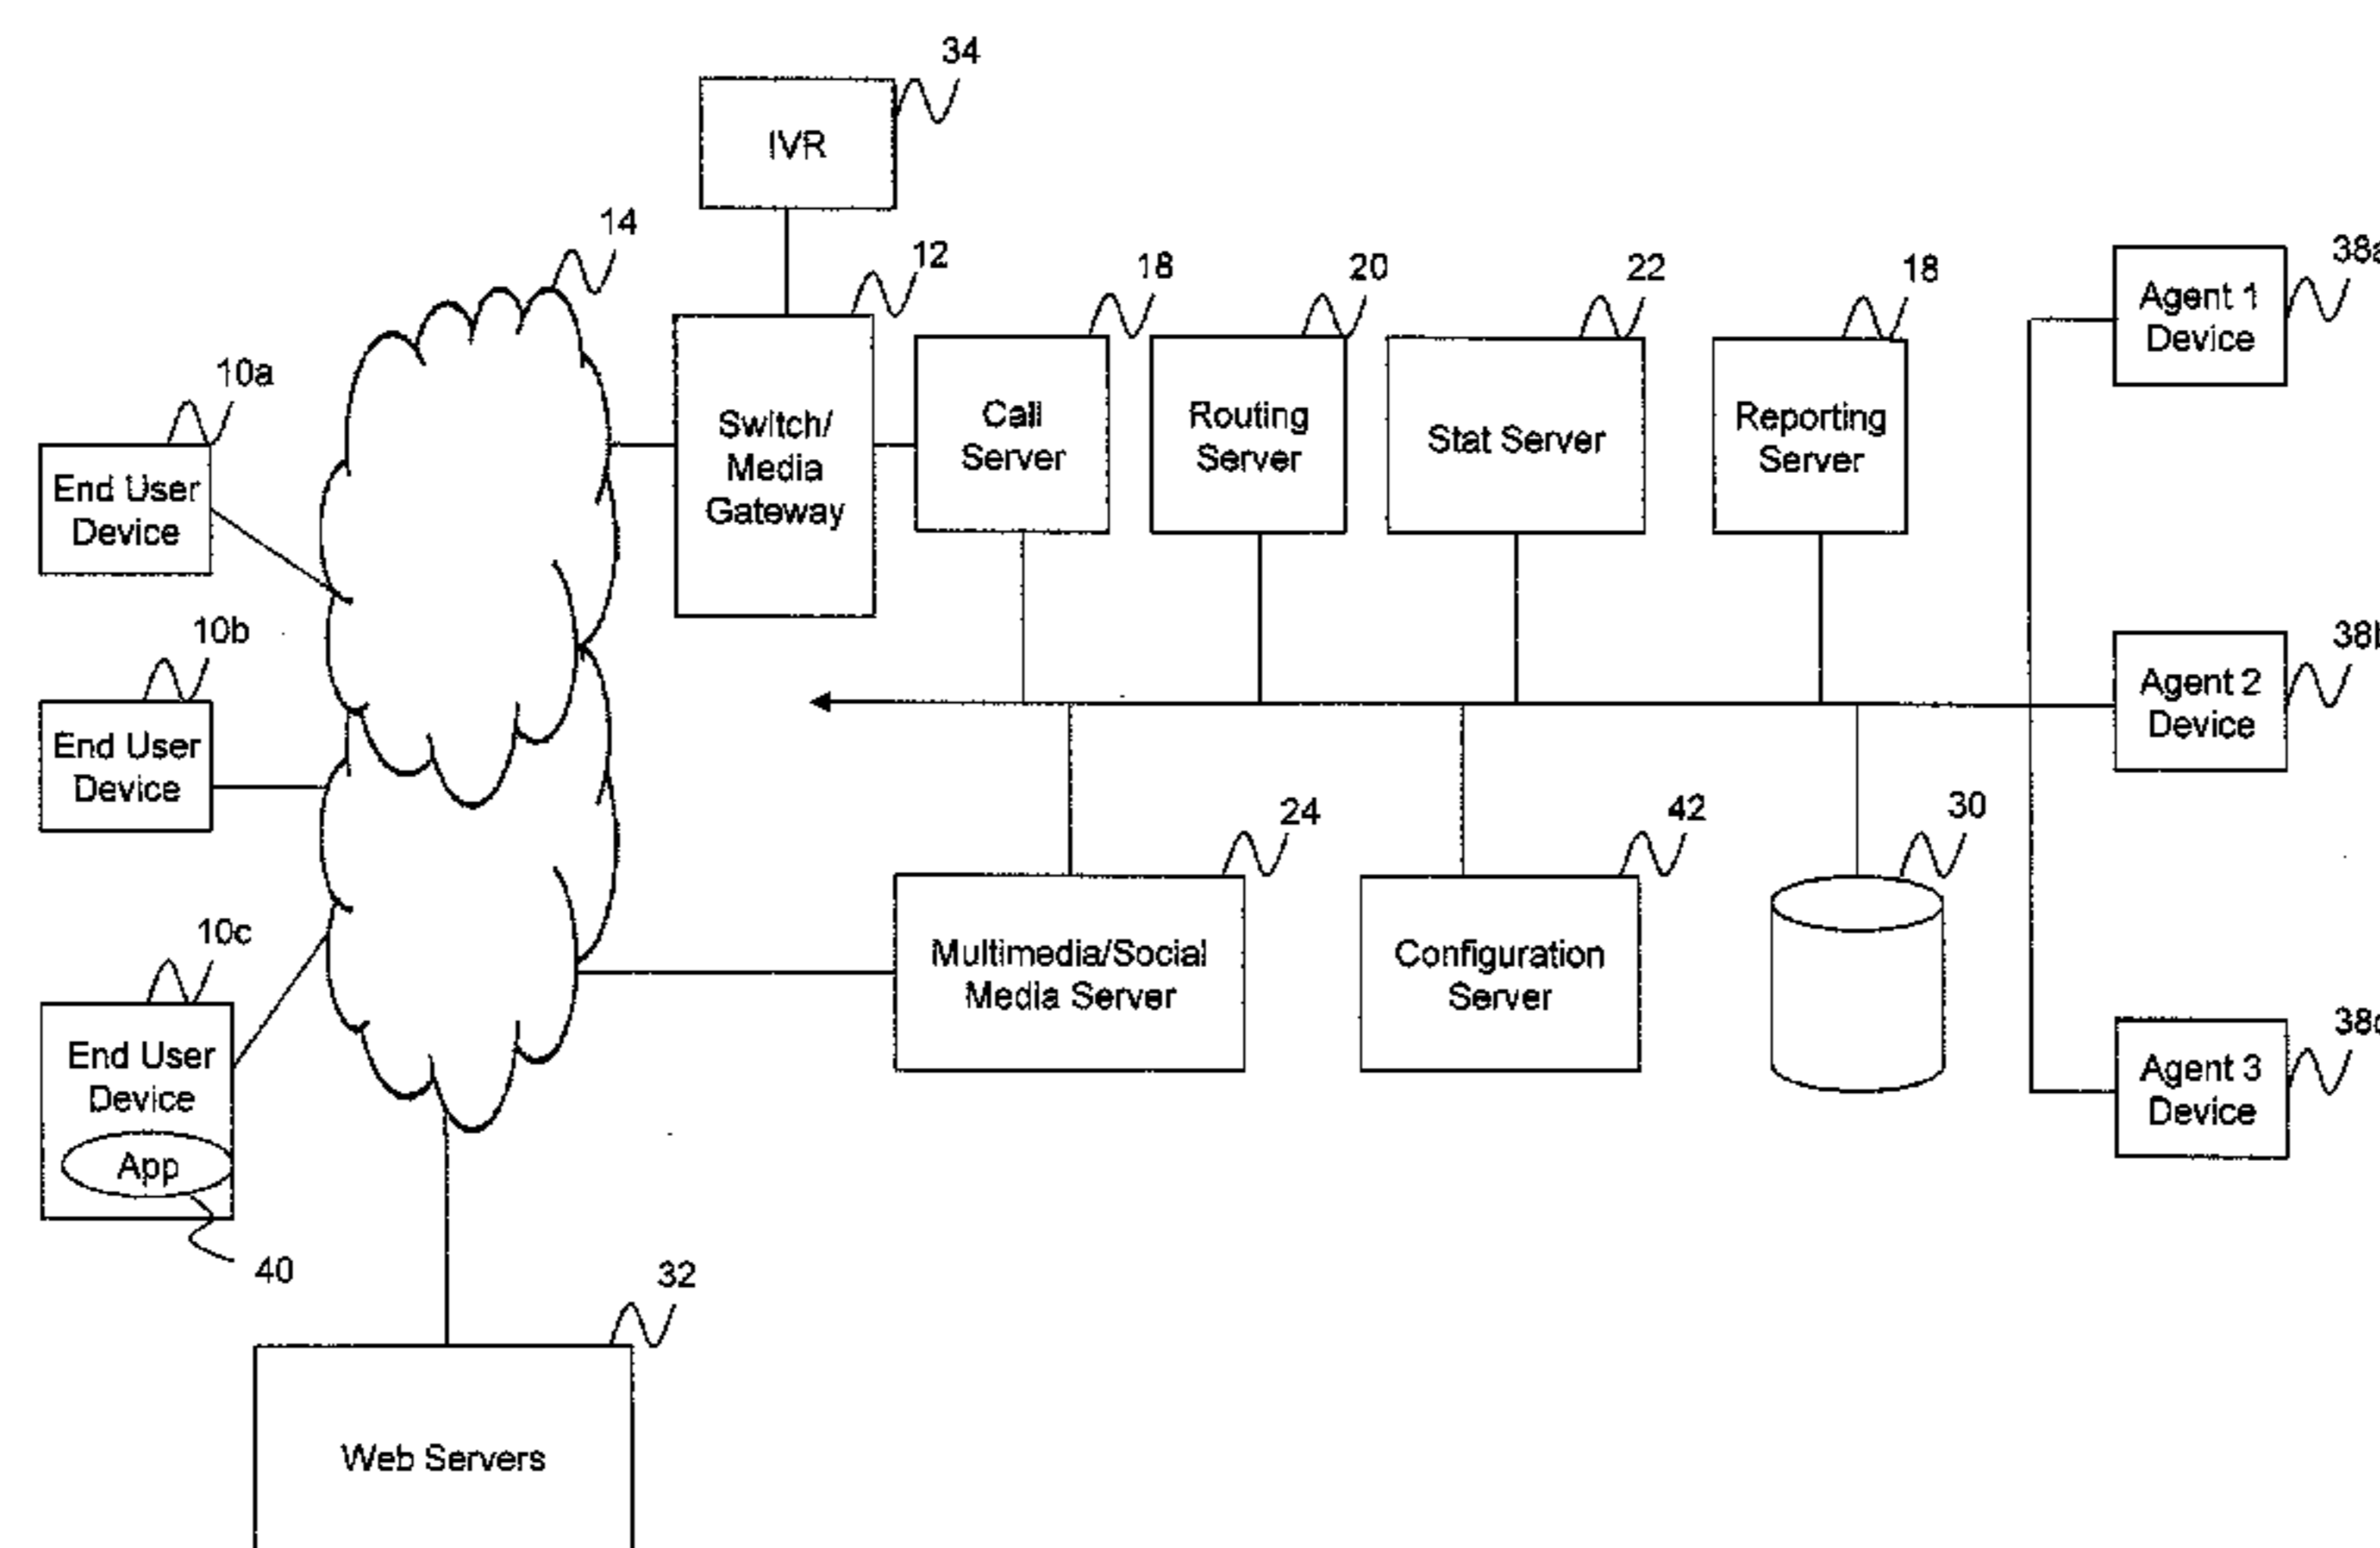 34
IVR
14
12
18
20
22
18
38a
Agent 1
Device
10a
End User
Device
Switch/
Media
Gateway
Call
Server
Routing
Server
Stat Server
Reporting
Server
10b
End User
Device
38b
Agent 2
Device
24
42
30
10c
End User
Device
App
40
Multimedia/Social
Media Server
Configuration
Server
38c
Agent 3
Device
32
Web Servers